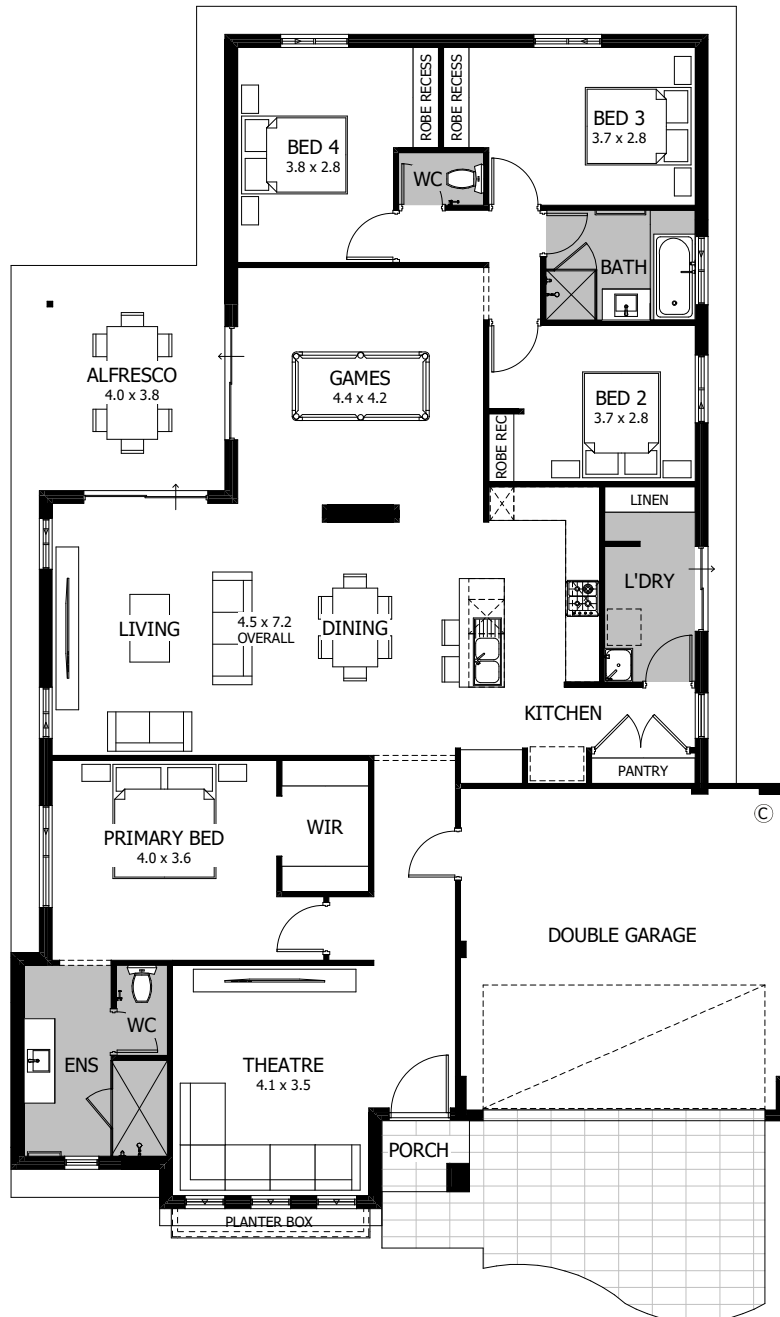 ROBE RECESS
ROBE RECESS
BED 4
3.8 x 2.8
BED 3
3.7 x 2.8
WC
BATH
ALFRESCO
4.0 x 3.8
GAMES
4.4 x 4.2
BED 2
3.7 x 2.8
ROBE REC
LINEN
L'DRY
LIVING
4.5 x 7.2
OVERALL
DINING
KITCHEN
PANTRY
©
PRIMARY BED
4.0 x 3.6
WIR
DOUBLE GARAGE
WC
ENS
THEATRE
4.1 x 3.5
PORCH
PLANTER BOX